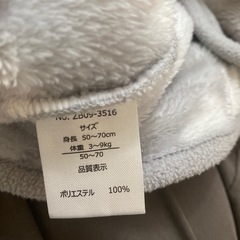 NO. ZB09-3516
サイズ
身長 50～70cm
体重 3～9kg
50～70
品質表示
ポリエステル 100%